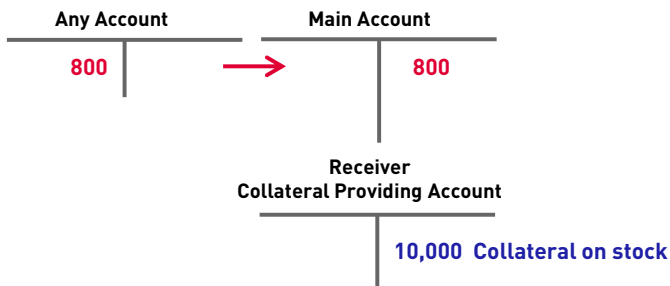 Any Account
Main Account
800
800
Receiver
Collateral Providing Account
10,000 Collateral on stock